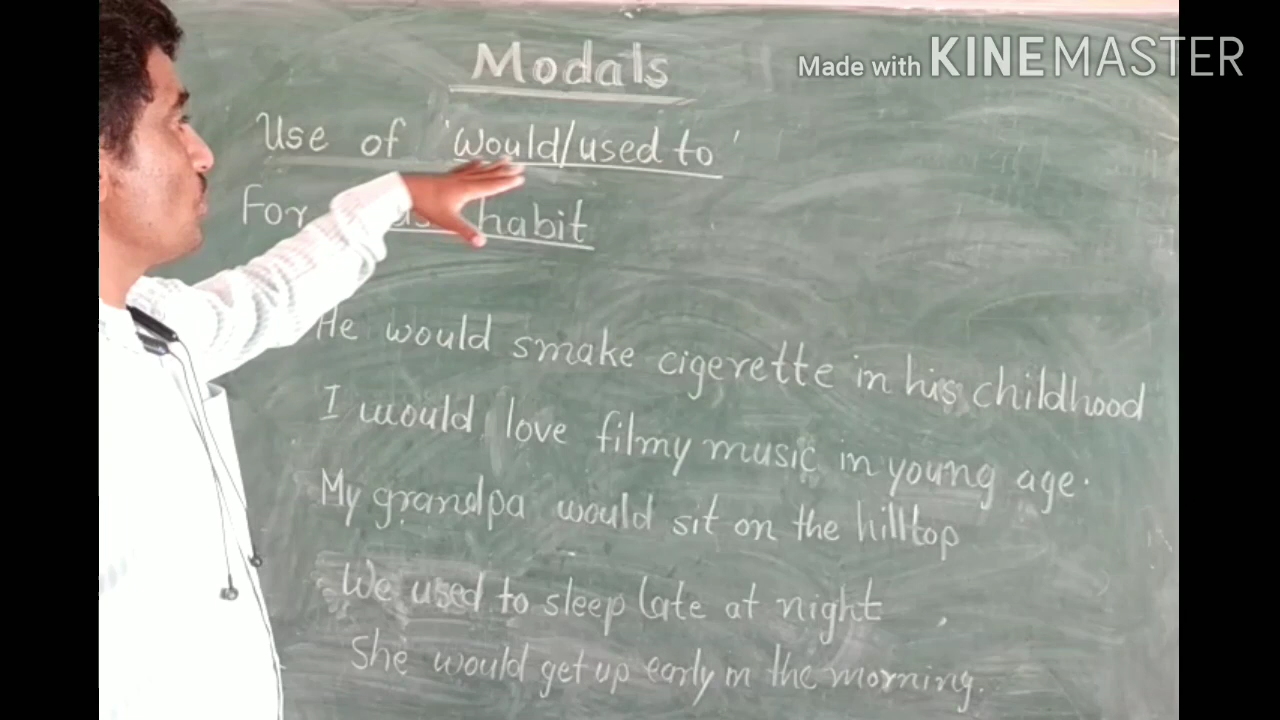 Modals
Made with KINEMASTER
Use of 'would/used to'
For habit
He would smake cigerette in his childhood
I would love filmy music in young age.
My grandpa would sit on the hilltop
We used to sleep late at night
She would get up early in the morning.